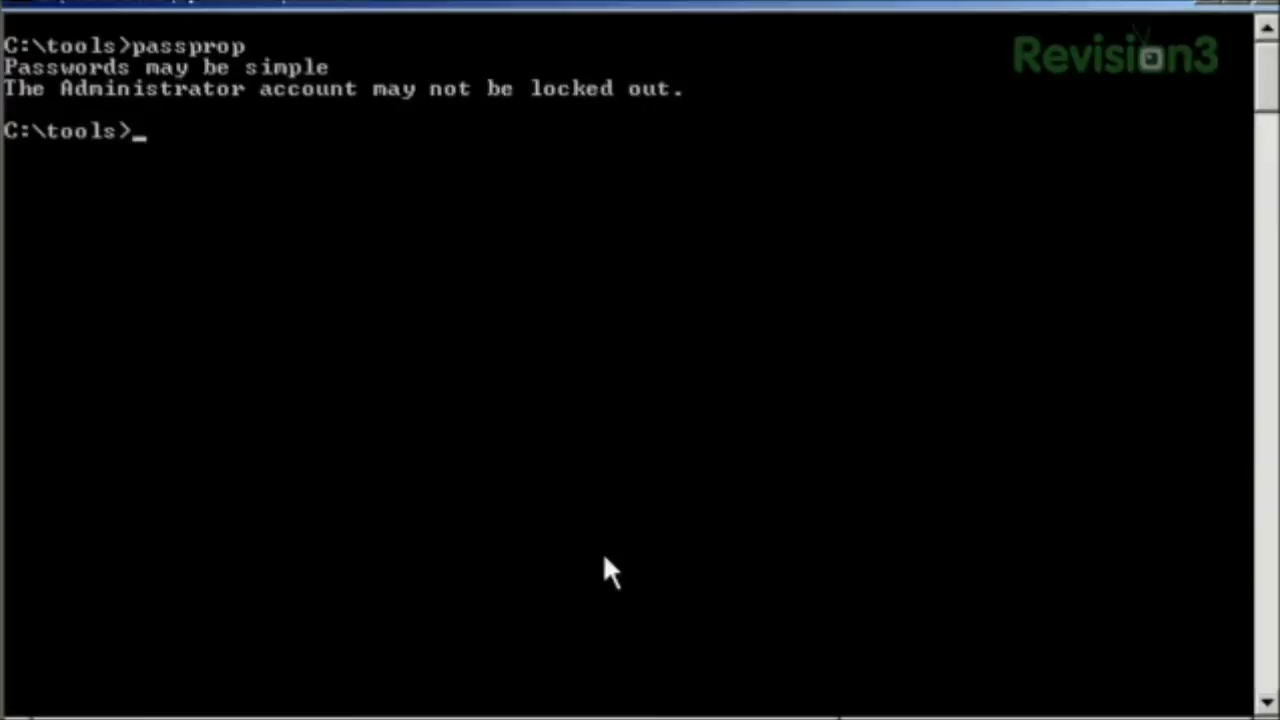 C:\tools>passprop
Revision3
Passwords may be simple
The Administrator account may not be locked out.
C:\tools>_